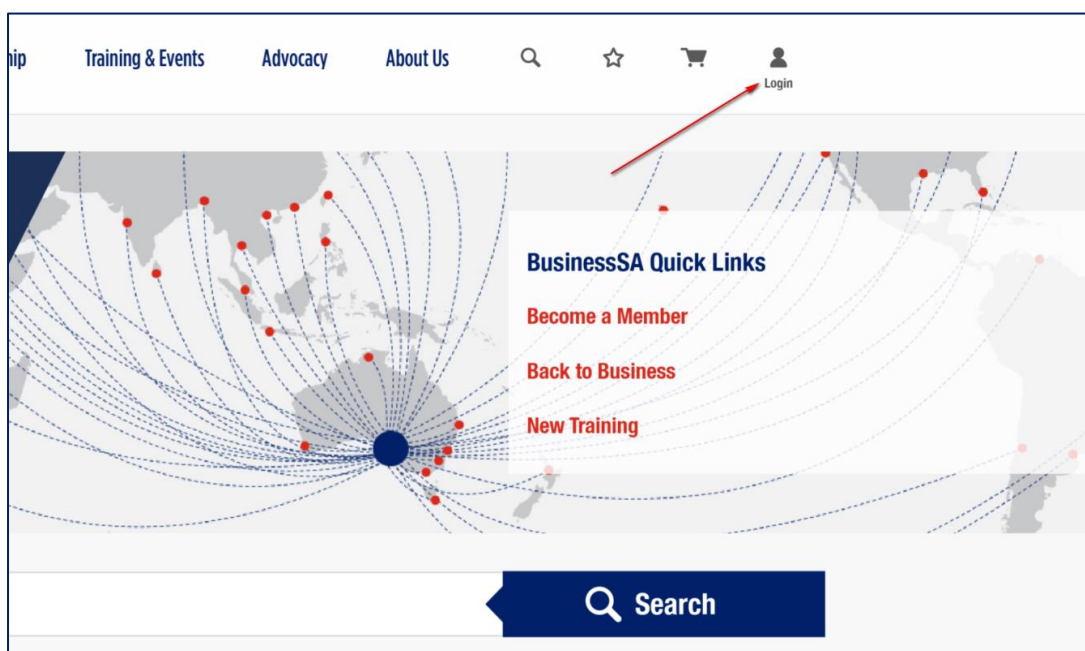 hip Training & Events Advocacy About Us
Login
BusinessSA Quick Links
Become a Member
Back to Business
New Training
Search